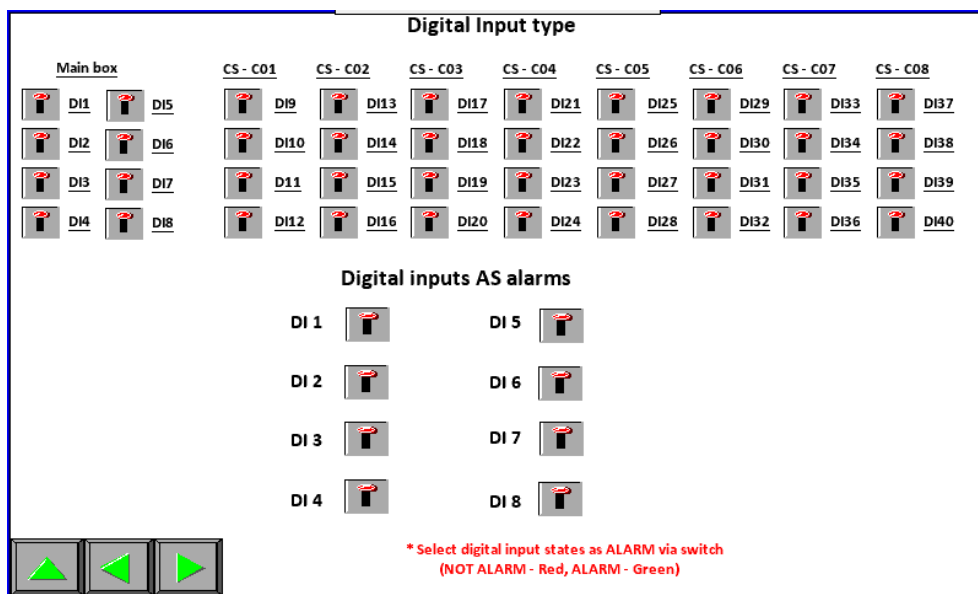 Digital Input type
Main box CS - C01 CS - C02 CS - C03 CS - C04 CS - C05 CS - C06 CS - C07 CS - C08
DI1 DI5 DI9 DI13 DI17 DI21 DI25 DI29 DI33 DI37
DI2 DI6 DI10 DI14 DI18 DI22 DI26 DI30 DI34 DI38
DI3 DI7 D11 DI15 DI19 DI23 DI27 DI31 DI35 DI39
DI4 DI8 DI12 DI16 DI20 DI24 DI28 DI32 DI36 DI40
Digital inputs AS alarms
DI 1 DI 5
DI 2 DI 6
DI 3 DI 7
DI 4 DI 8
* Select digital input states as ALARM via switch
(NOT ALARM - Red, ALARM - Green)